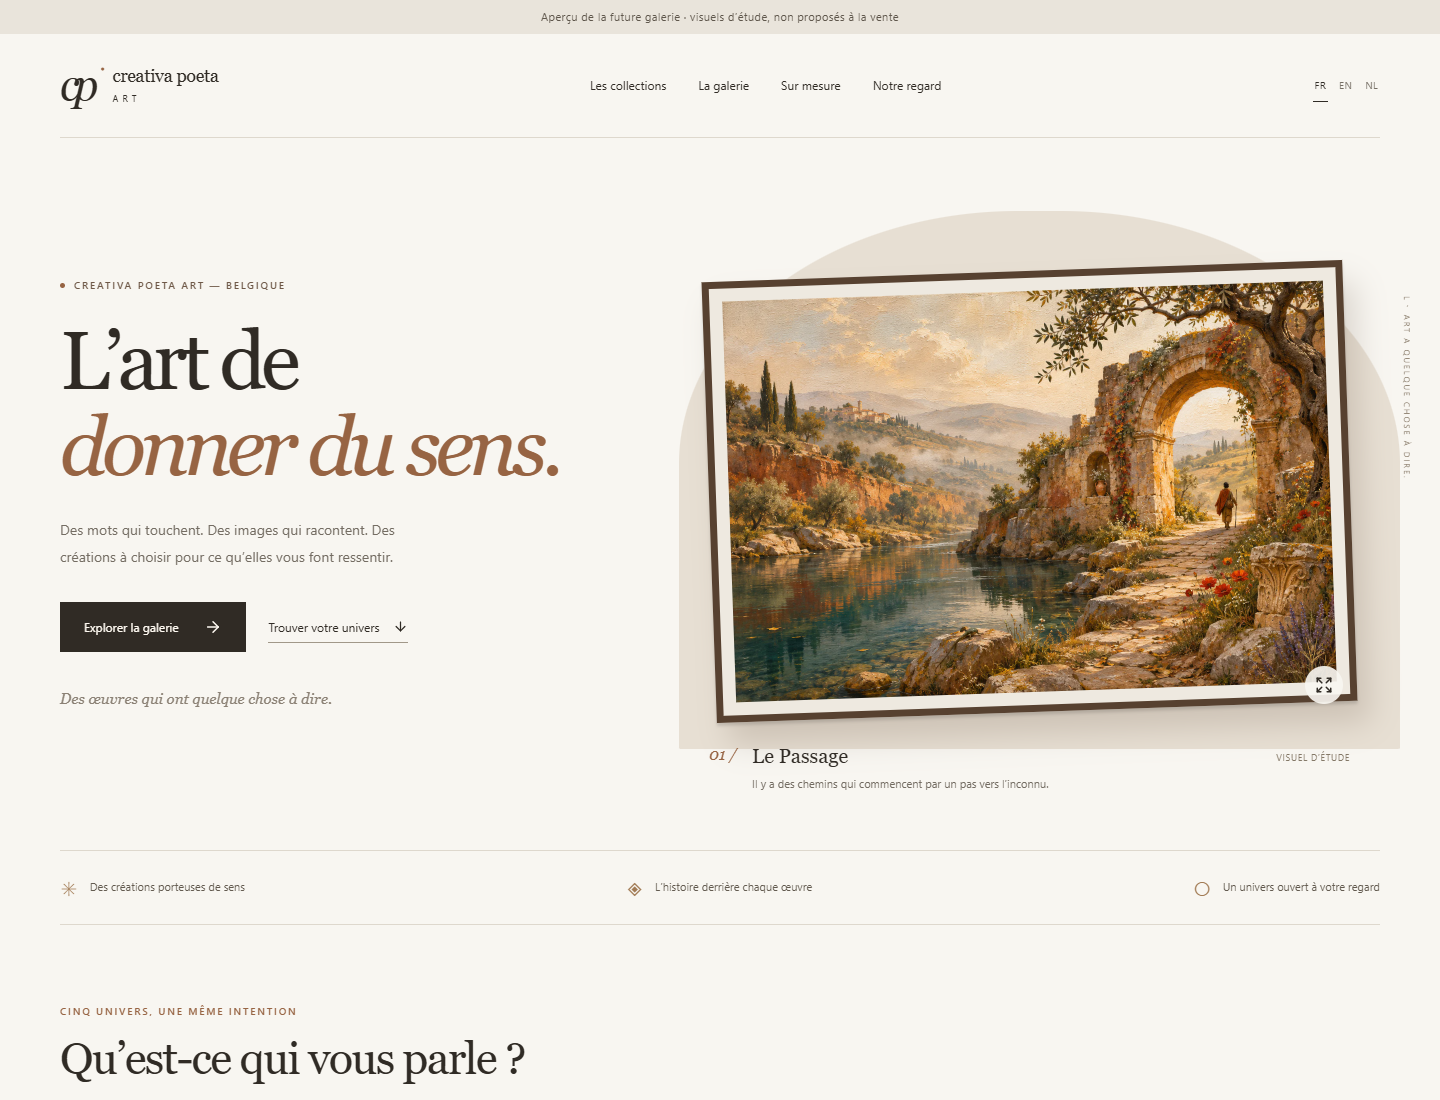 Aperçu de la future galerie · visuels d'étude, non proposés à la vente
cp
creativa poeta
ART
Les collections
La galerie
Sur mesure
Notre regard
FR
EN
NL
CREATIVA POETA ART — BELGIQUE
L’art de
donner du sens.
Des mots qui touchent. Des images qui racontent. Des
créations à choisir pour ce qu’elles vous font ressentir.
Explorer la galerie
Trouver votre univers
Des œuvres qui ont quelque chose à dire.
L'ART A QUELQUE CHOSE À DIRE.
01 /
Le Passage
VISUEL D'ÉTUDE
Il y a des chemins qui commencent par un pas vers l'inconnu.
Des créations porteuses de sens
L'histoire derrière chaque œuvre
Un univers ouvert à votre regard
CINQ UNIVERS, UNE MÊME INTENTION
Qu’est-ce qui vous parle ?